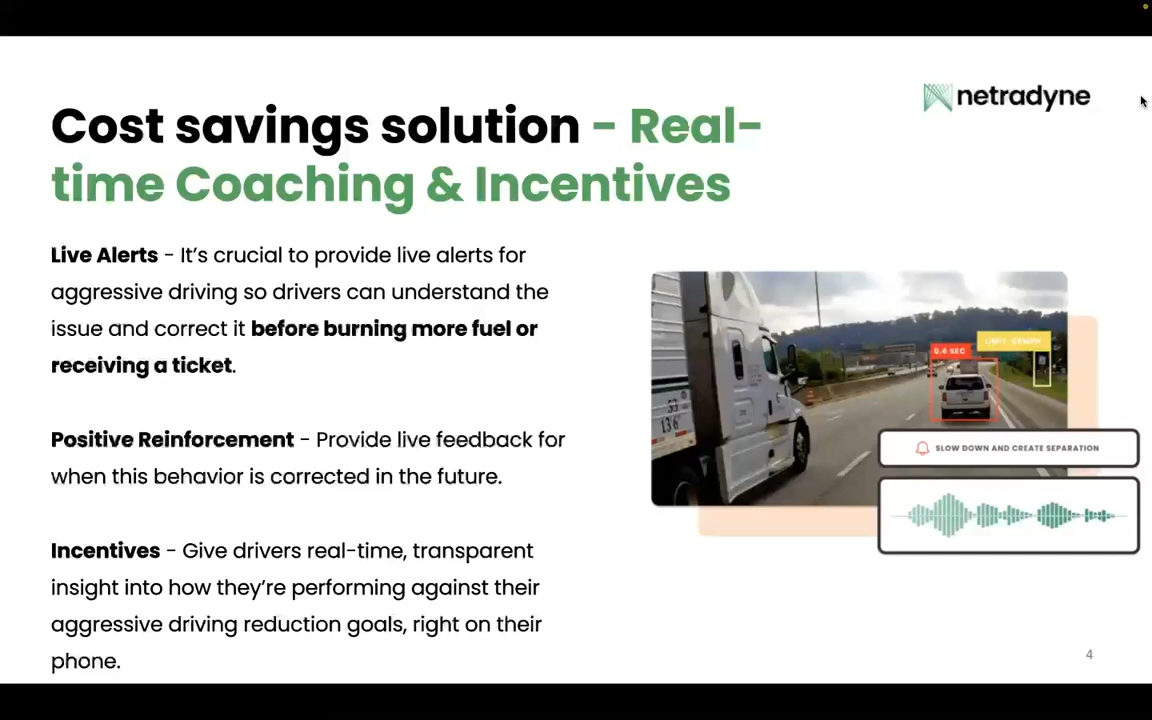 netradyne
Cost savings solution - Real-
time Coaching & Incentives
Live Alerts - It's crucial to provide live alerts for
aggressive driving so drivers can understand the
issue and correct it before burning more fuel or
receiving a ticket.
Positive Reinforcement - Provide live feedback for
when this behavior is corrected in the future.
Incentives - Give drivers real-time, transparent
insight into how they're performing against their
aggressive driving reduction goals, right on their
phone.
0.6 SEC
SLOW DOWN AND CREATE SEPARATION
4